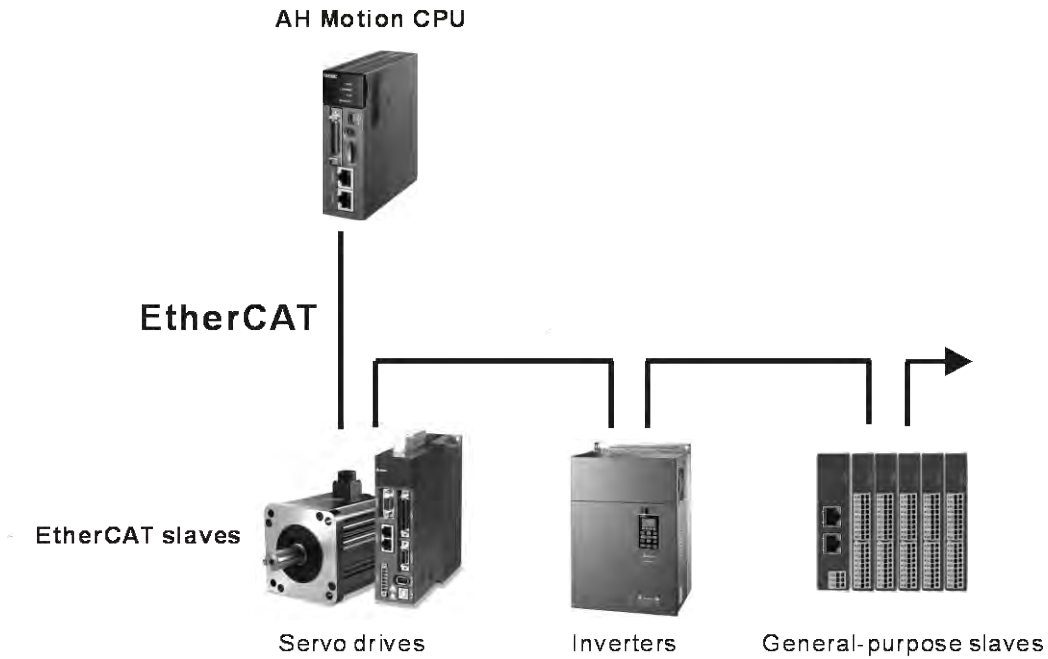 AH Motion CPU
EtherCAT
EtherCAT slaves
Servo drives
Inverters
General-purpose slaves